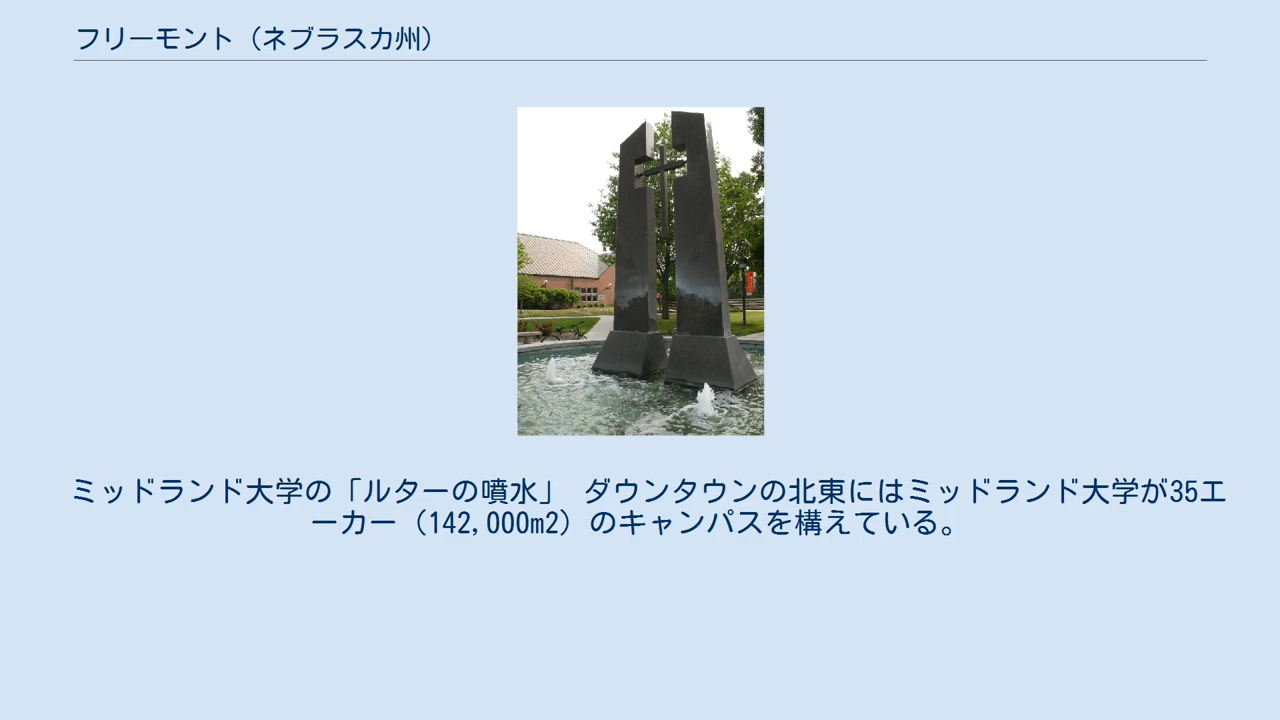 フリーモント（ネブラスカ州）
ミッドランド大学の「ルターの噴水」 ダウンタウンの北東にはミッドランド大学が35エ
ーカー（142,000m2）のキャンパスを構えている。